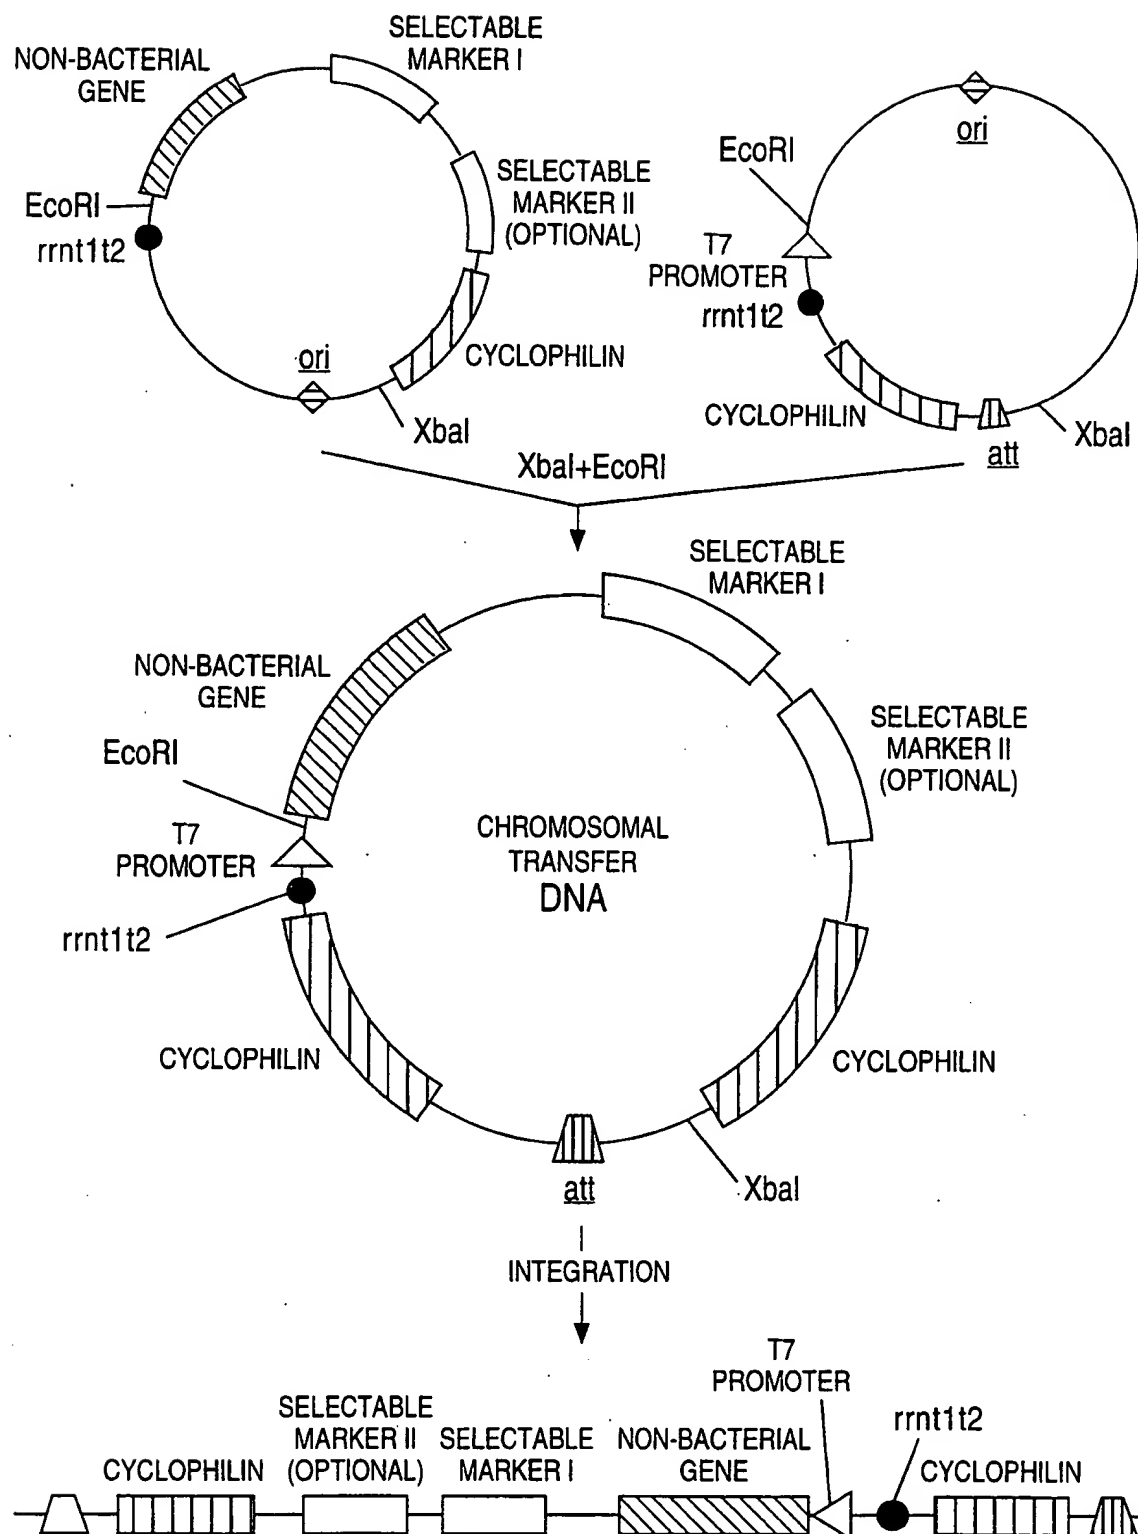 SELECTABLE
MARKER I
NON-BACTERIAL
GENE
SELECTABLE
MARKER II
(OPTIONAL)
EcoRI
rrnt1t2
CYCLOPHILIN
ori
XbaI
ori
EcoRI
T7
PROMOTER
rrnt1t2
CYCLOPHILIN
att
XbaI
XbaI+EcoRI
SELECTABLE
MARKER I
NON-BACTERIAL
GENE
SELECTABLE
MARKER II
(OPTIONAL)
EcoRI
T7
PROMOTER
CHROMOSOMAL
TRANSFER
DNA
rrnt1t2
CYCLOPHILIN
CYCLOPHILIN
att
XbaI
INTEGRATION
T7
PROMOTER
CYCLOPHILIN
SELECTABLE
MARKER II
(OPTIONAL)
SELECTABLE
MARKER I
NON-BACTERIAL
GENE
rrnt1t2
CYCLOPHILIN